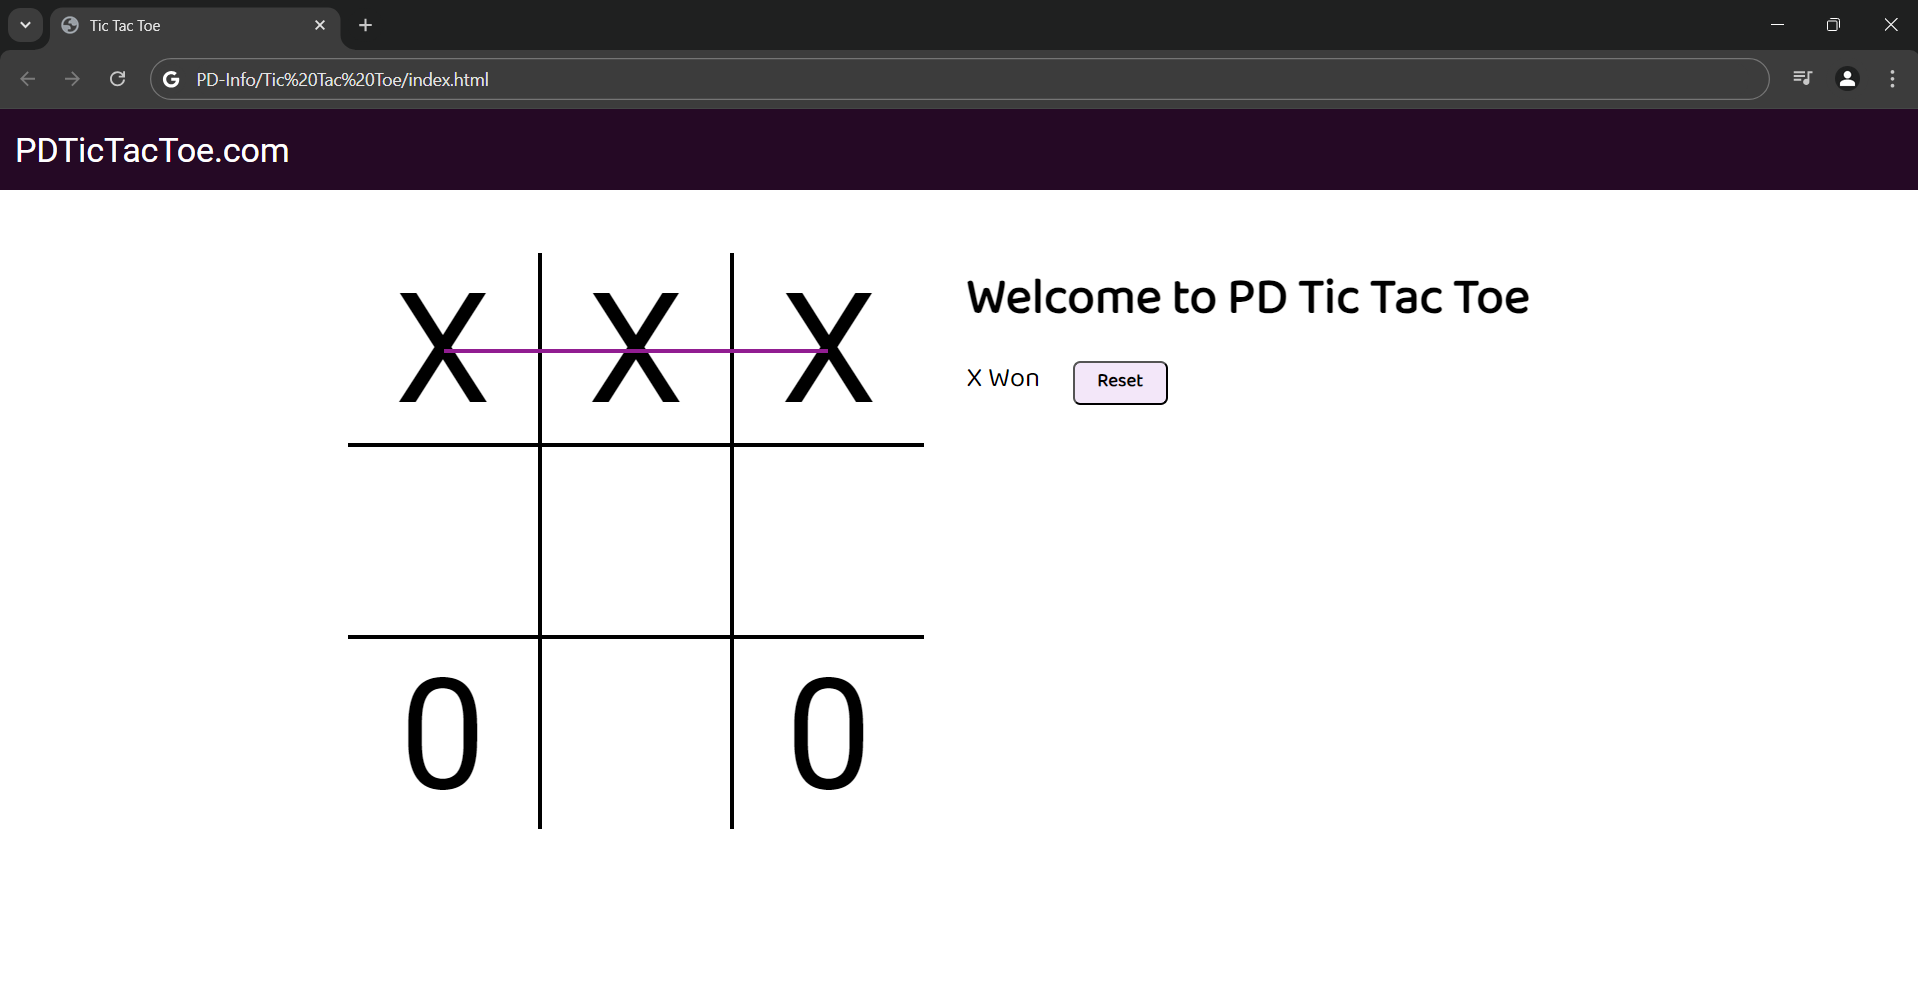 Tic Tac Toe
PD-Info/Tic%20Tac%20Toe/index.html
PDTicTacToe.com
X X X
0 0
Welcome to PD Tic Tac Toe
X Won Reset